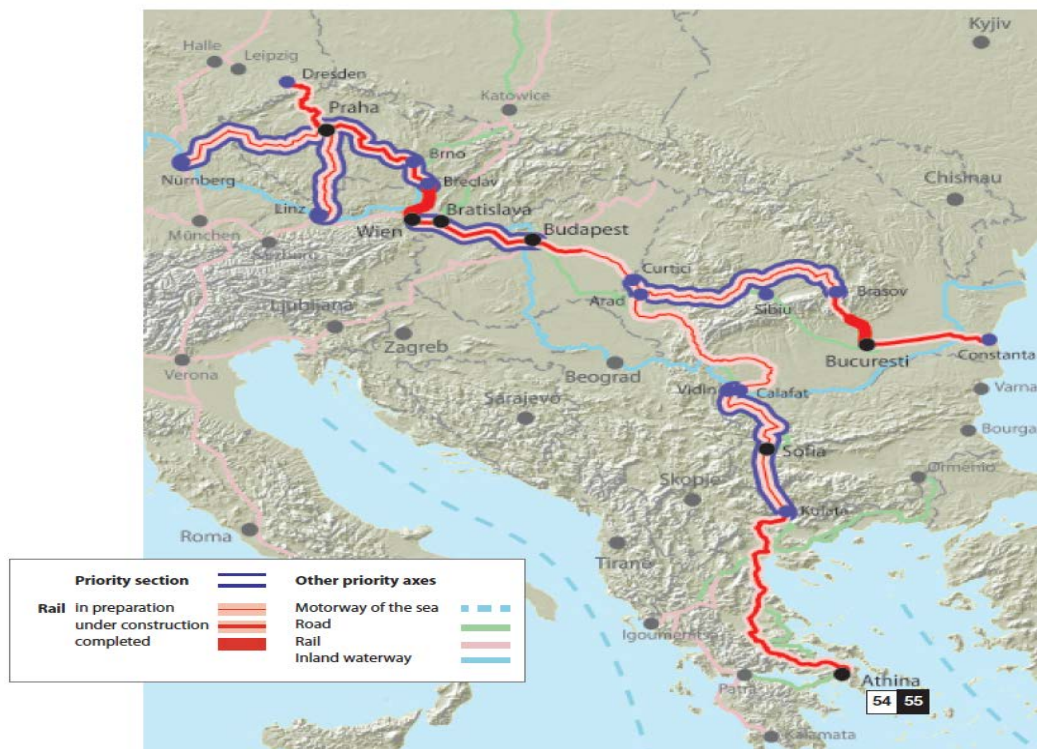 Kyjiv
Halle
Leipzig
Dresden
Katowice
Praha
Brno
Nürnberg
Břeclav
Chisinau
Linz
Bratislava
München
Wien
Budapest
Salzburg
Curtici
Ljubljana
Arad
Brasov
Sibiu
Zagreb
Bucuresti
Verona
Beograd
Constanta
Vidin
Calafat
Varna
Sarajevo
Bourgas
Sofia
Ormenio
Skopje
Kulata
Roma
Tirane
Priority section
Other priority axes
Rail in preparation
Motorway of the sea
under construction
Road
completed
Rail
Igoumenitsa
Inland waterway
Athina
Patra
54 55
Kalamata